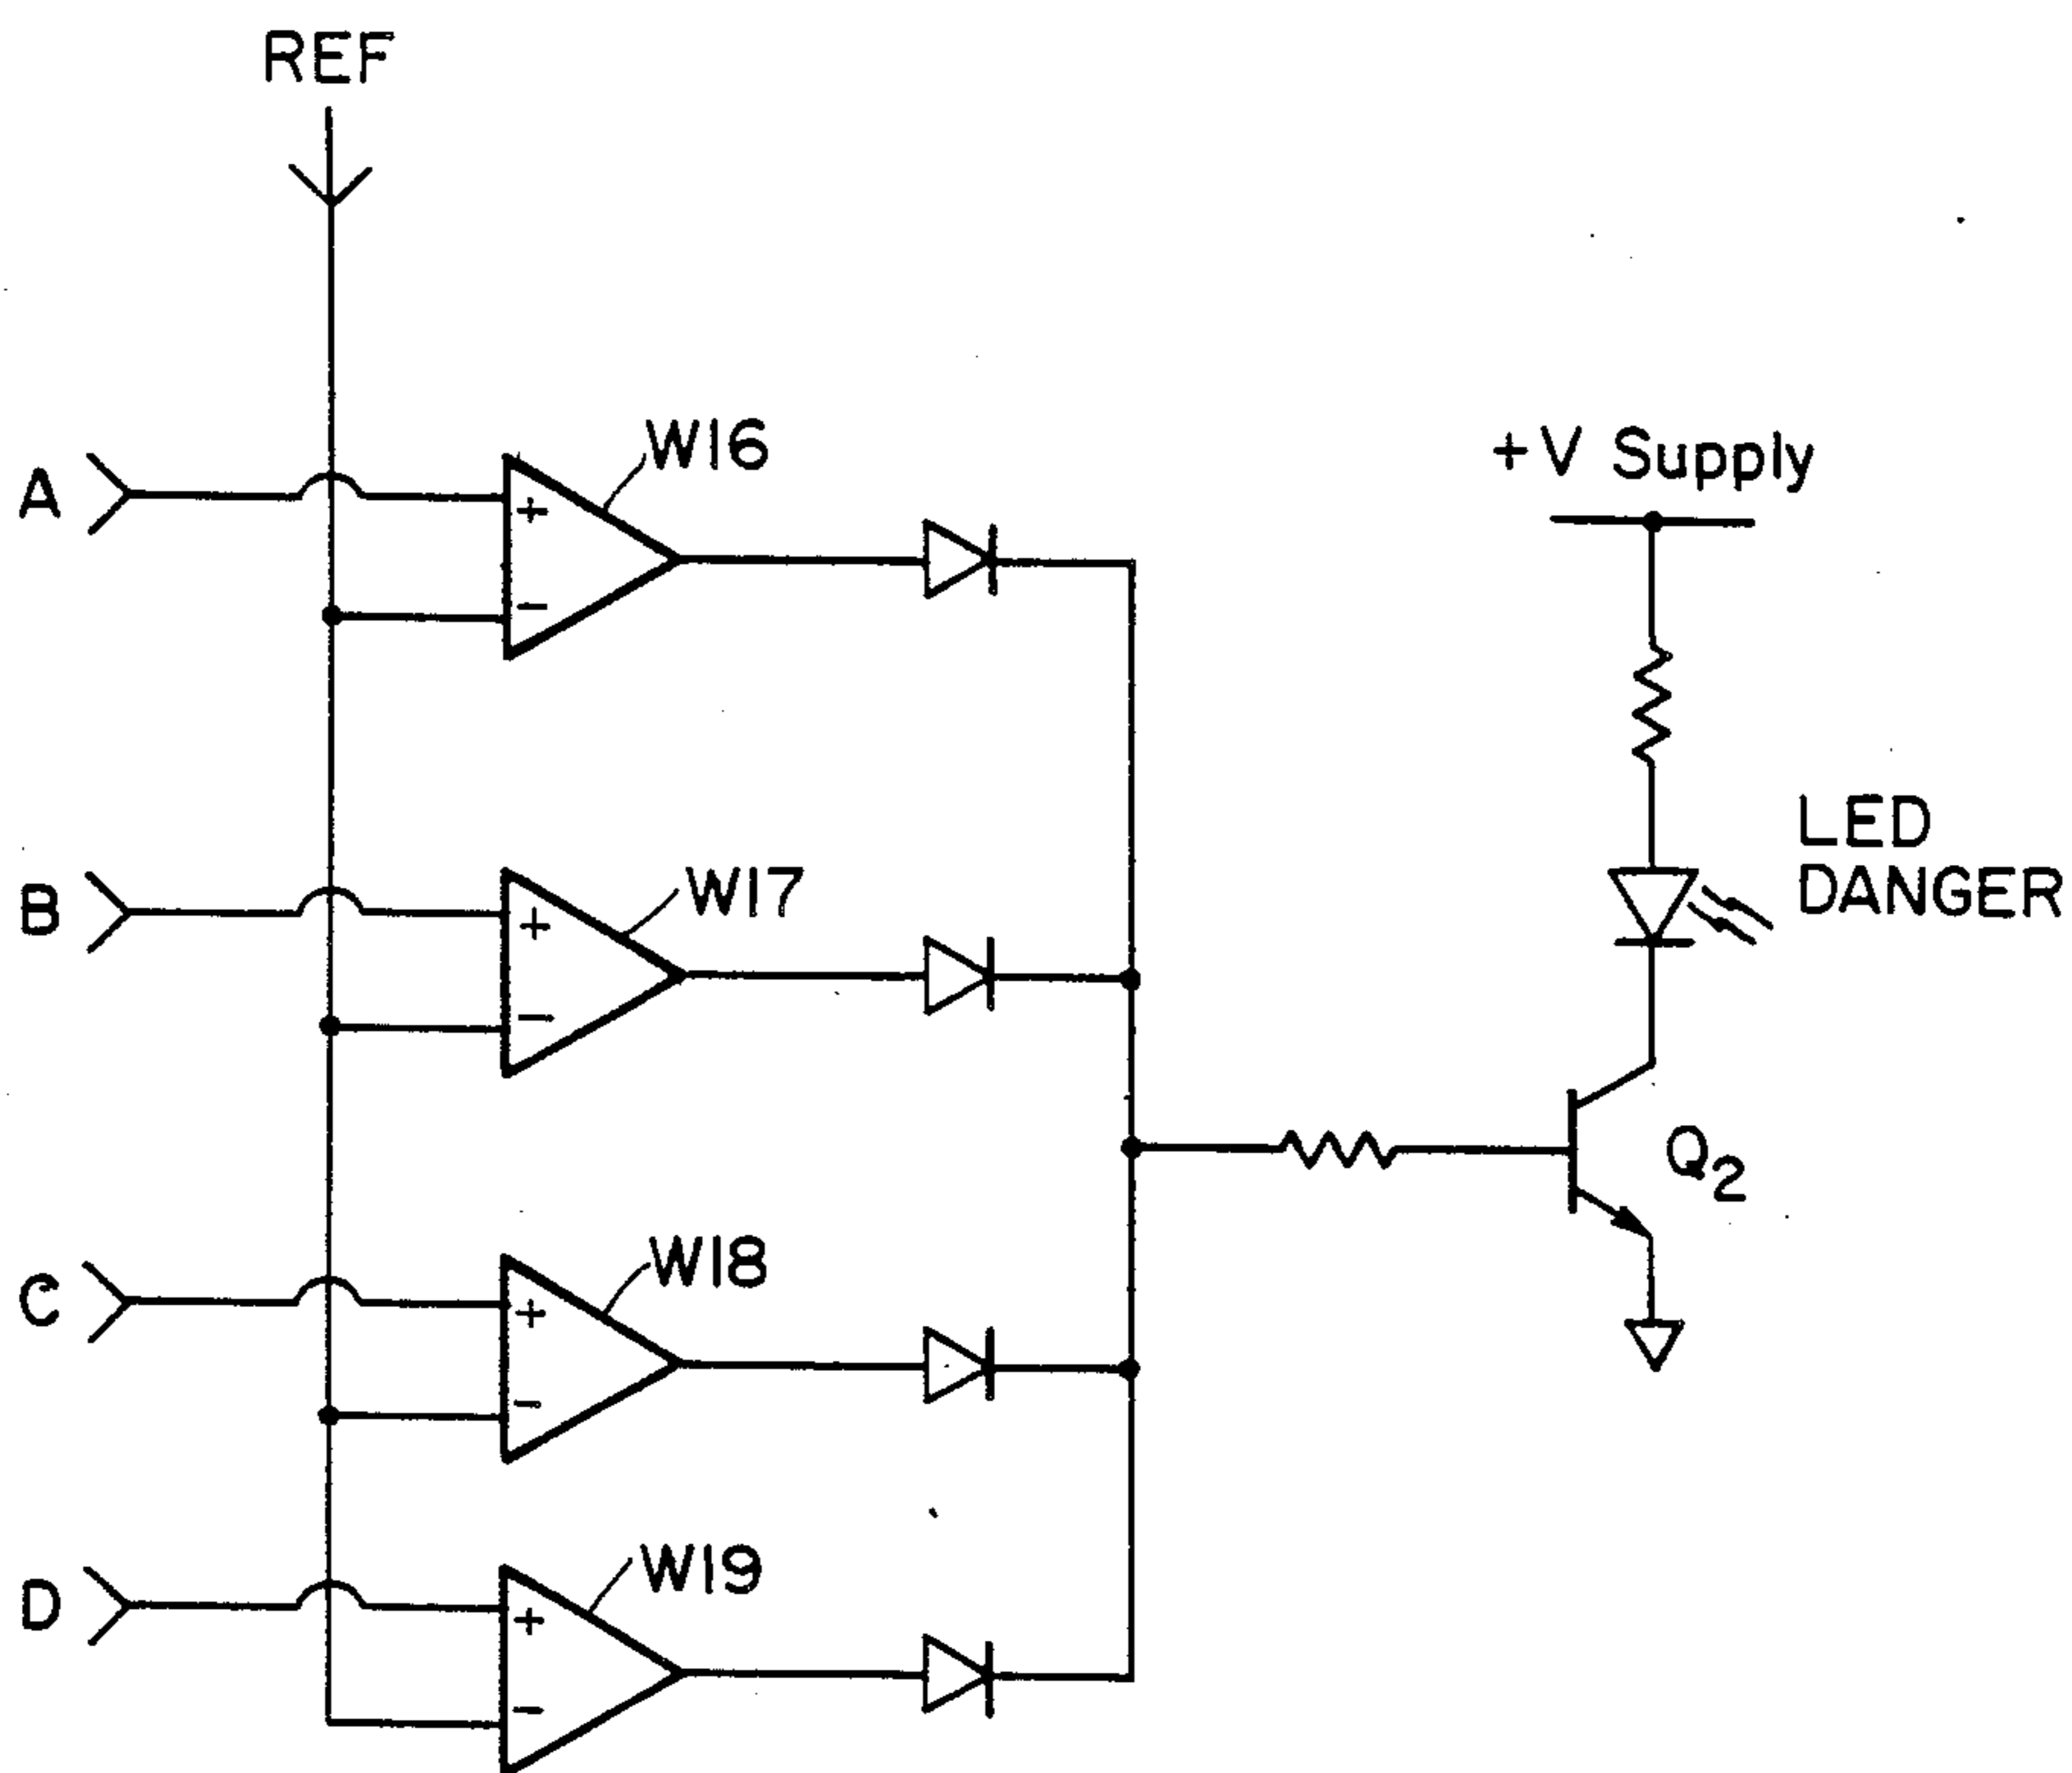 REF
A
+
−
W16
+V Supply
B
+
−
W17
LED
DANGER
C
+
−
W18
Q2
D
+
−
W19